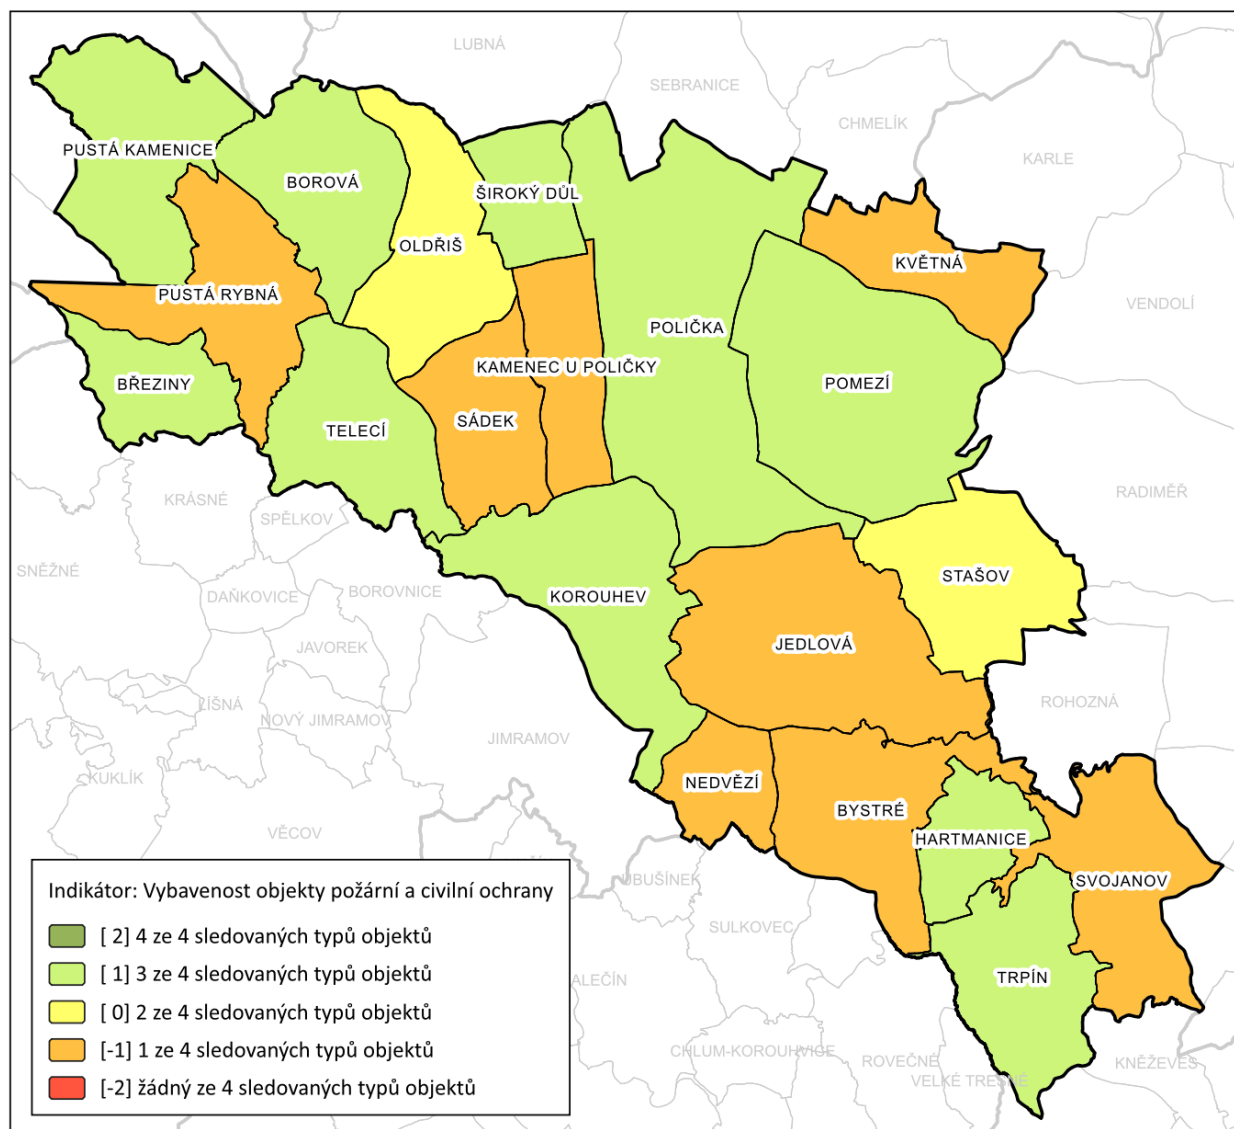 LUBNÁ
SEBRANICE
CHMELÍK
KARLE
PUSTÁ KAMENICE
BOROVÁ
ŠIROKÝ DŮL
OLDŘIŠ
KVĚTNÁ
PUSTÁ RYBNÁ
VENDOLÍ
POLIČKA
KAMENEC U POLIČKY
BŘEZINY
POMEZÍ
SÁDEK
TELECÍ
RADIMĚŘ
KRÁSNÉ
SPĚLKOV
SNĚŽNÉ
STAŠOV
BOROVNICE
DAŇKOVICE
KOROUHEV
JEDLOVÁ
JAVOREK
LÍŠNÁ
ROHOZNÁ
NOVÝ JIMRAMOV
JIMRAMOV
KUKLÍK
NEDVĚZÍ
BYSTRÉ
VĚCOV
HARTMANICE
UBUŠÍNEK
SVOJANOV
SULKOVEC
TRPÍN
ALEČÍN
CHLUM-KOROUHVICE
ROVEČNÉ
KNĚŽEVES
VELKÉ TRESNÉ
Indikátor: Vybavenost objekty požární a civilní ochrany
[ 2] 4 ze 4 sledovaných typů objektů
[ 1] 3 ze 4 sledovaných typů objektů
[ 0] 2 ze 4 sledovaných typů objektů
[-1] 1 ze 4 sledovaných typů objektů
[-2] žádný ze 4 sledovaných typů objektů